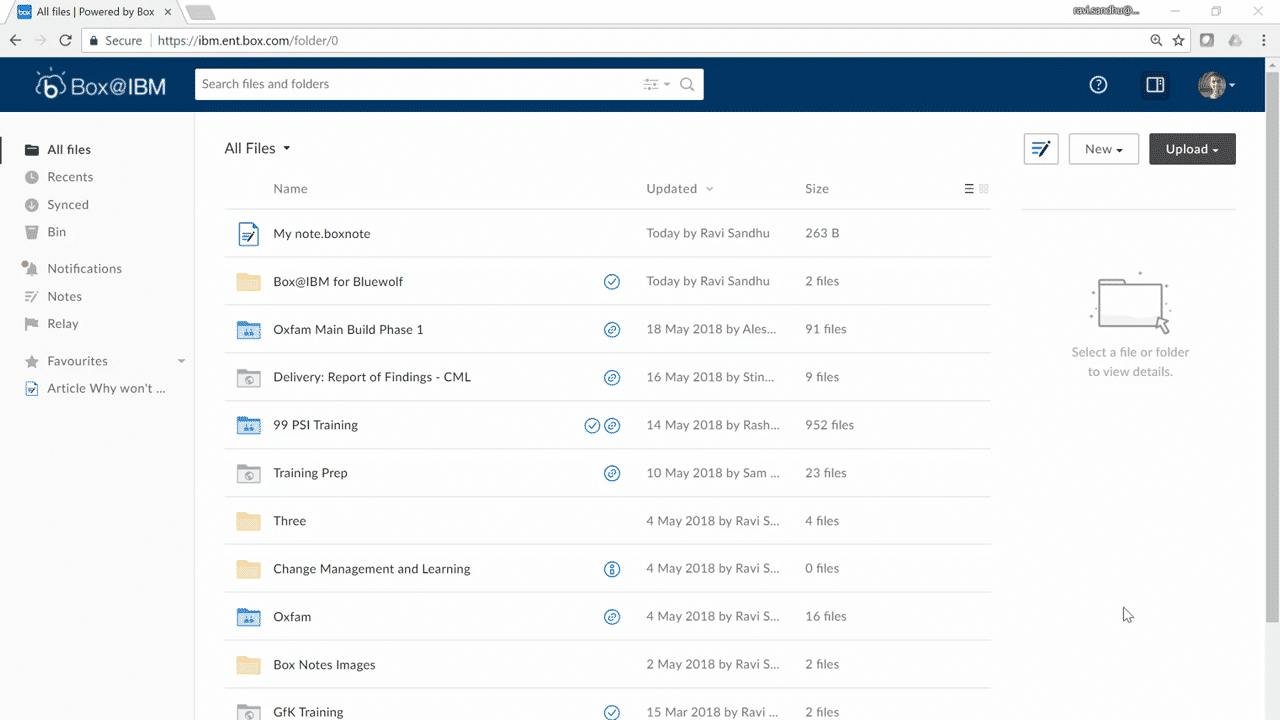 All files | Powered by Box
ravi.sandhu@...
Secure https://ibm.ent.box.com/folder/0
Box@IBM
Search files and folders
All files
Recents
Synced
Bin
Notifications
Notes
Relay
Favourites
Article Why won't ...
All Files
New
Upload
Name Updated Size
My note.boxnote Today by Ravi Sandhu 263 B
Box@IBM for Bluewolf Today by Ravi Sandhu 2 files
Oxfam Main Build Phase 1 18 May 2018 by Ales... 91 files
Delivery: Report of Findings - CML 16 May 2018 by Stin... 9 files
99 PSI Training 14 May 2018 by Rash... 952 files
Training Prep 10 May 2018 by Sam ... 23 files
Three 4 May 2018 by Ravi S... 4 files
Change Management and Learning 4 May 2018 by Ravi S... 0 files
Oxfam 4 May 2018 by Ravi S... 16 files
Box Notes Images 2 May 2018 by Ravi S... 2 files
GfK Training 15 Mar 2018 by Ravi ... 2 files
Select a file or folder
to view details.